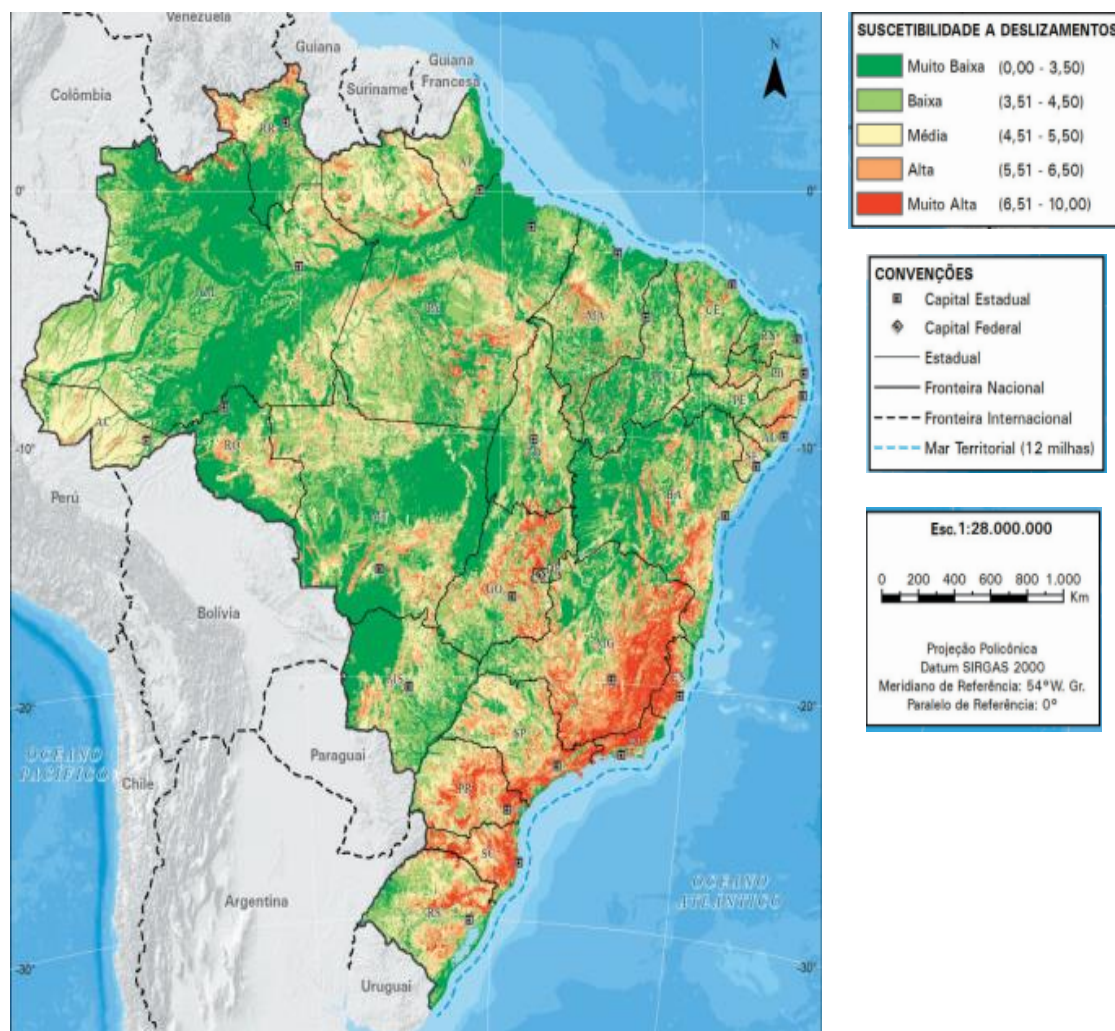 Venezuela
Guiana
Guiana
Francesa
Suriname
Colômbia
N
RR
AP
0°
0°
AM
PA
MA
CE
RN
PB
PE
AL
SE
AC
RO
TO
BA
-10°
-10°
Perú
MT
GO
DF
Bolívia
MG
ES
MS
-20°
-20°
SP
RJ
OCEANO
PACÍFICO
Paraguai
Chile
PR
SC
OCEANO
ATLÂNTICO
Argentina
RS
-30°
-30°
Uruguai
SUSCETIBILIDADE A DESLIZAMENTOS
Muito Baixa (0,00 - 3,50)
Baixa (3,51 - 4,50)
Média (4,51 - 5,50)
Alta (5,51 - 6,50)
Muito Alta (6,51 - 10,00)
CONVENÇÕES
Capital Estadual
Capital Federal
Estadual
Fronteira Nacional
Fronteira Internacional
Mar Territorial (12 milhas)
Esc.1:28.000.000
0 200 400 600 800 1.000
Km
Projeção Policônica
Datum SIRGAS 2000
Meridiano de Referência: 54°W. Gr.
Paralelo de Referência: 0°